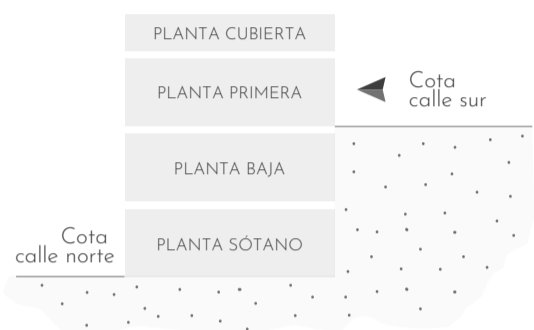 PLANTA CUBIERTA
PLANTA PRIMERA
Cota
calle sur
PLANTA BAJA
PLANTA SÓTANO
Cota
calle norte